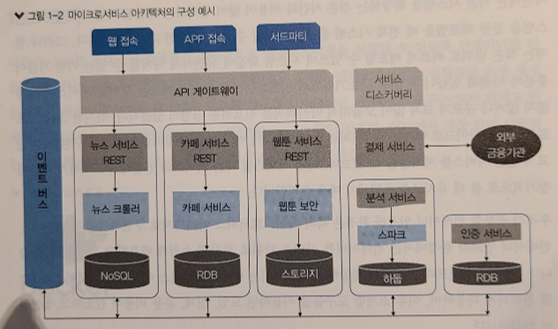 그림 1-2 마이크로서비스 아키텍처의 구성 예시
웹 접속
APP 접속
서드파티
API 게이트웨이
서비스
디스커버리
이벤트 버스
뉴스 서비스
REST
카페 서비스
REST
웹툰 서비스
REST
결제 서비스
외부
금융기관
뉴스 크롤러
카페 서비스
웹툰 보안
분석 서비스
스파크
인증 서비스
NoSQL
RDB
스토리지
하둡
RDB